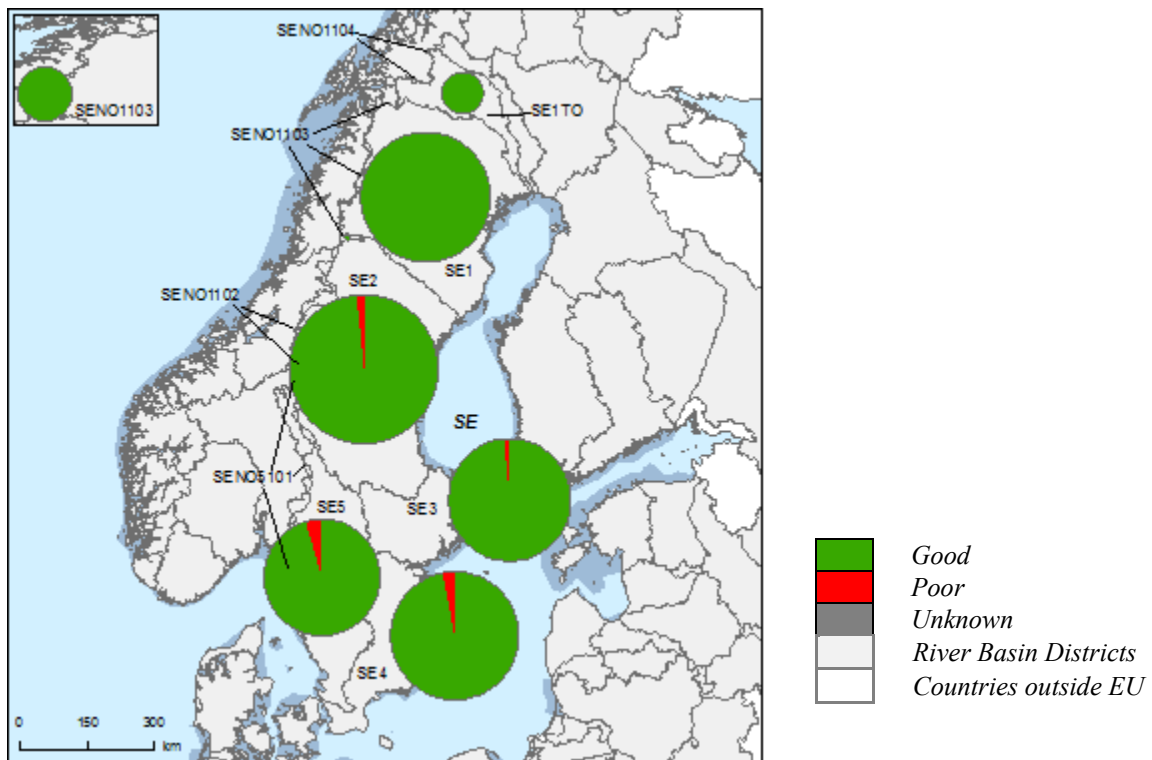 SENO1104
SENO1103
SE1TO
SENO1103
SE1
SE2
SENO1102
SE
SENO5101
SE5
SE3
SE4
0 150 300
km
Good
Poor
Unknown
River Basin Districts
Countries outside EU